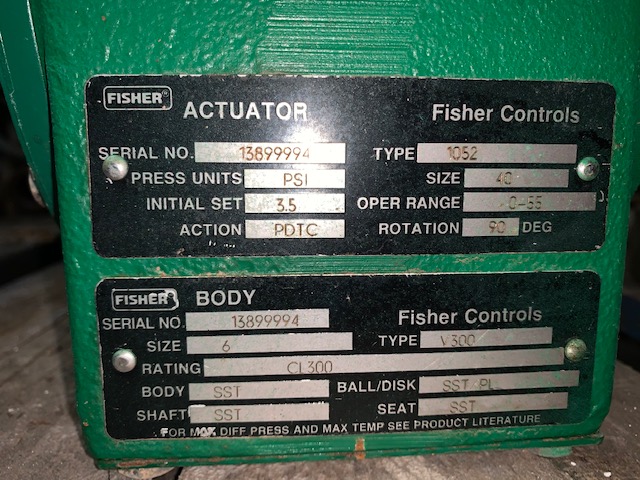 FISHER®
ACTUATOR Fisher Controls
SERIAL NO. 13899994 TYPE 1052
PRESS UNITS PSI SIZE 40
INITIAL SET 3.5 OPER RANGE 0-55
ACTION PDTC ROTATION 90 DEG
FISHER BODY
SERIAL NO. 13899994 Fisher Controls
SIZE 6 TYPE V300
RATING CL300
BODY SST BALL/DISK SST PL
SHAFT SST SEAT SST
FOR MAX. DIFF PRESS AND MAX TEMP SEE PRODUCT LITERATURE